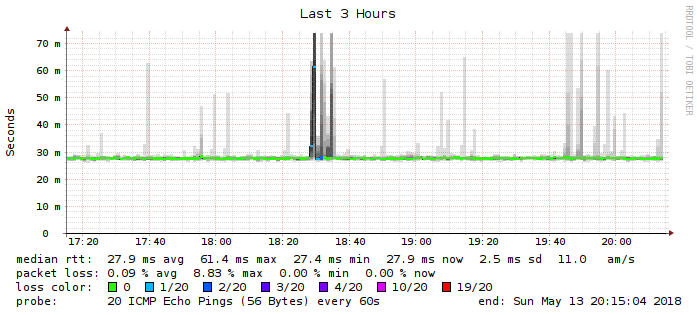 Last 3 Hours
RRDTOOL / TOBI OETIKER
Seconds
70 m
60 m
50 m
40 m
30 m
20 m
10 m
0
17:20 17:40 18:00 18:20 18:40 19:00 19:20 19:40 20:00
median rtt: 27.9 ms avg 61.4 ms max 27.4 ms min 27.9 ms now 2.5 ms sd 11.0 am/s
packet loss: 0.09 % avg 8.83 % max 0.00 % min 0.00 % now
loss color: 0 1/20 2/20 3/20 4/20 10/20 19/20
probe: 20 ICMP Echo Pings (56 Bytes) every 60s end: Sun May 13 20:15:04 2018